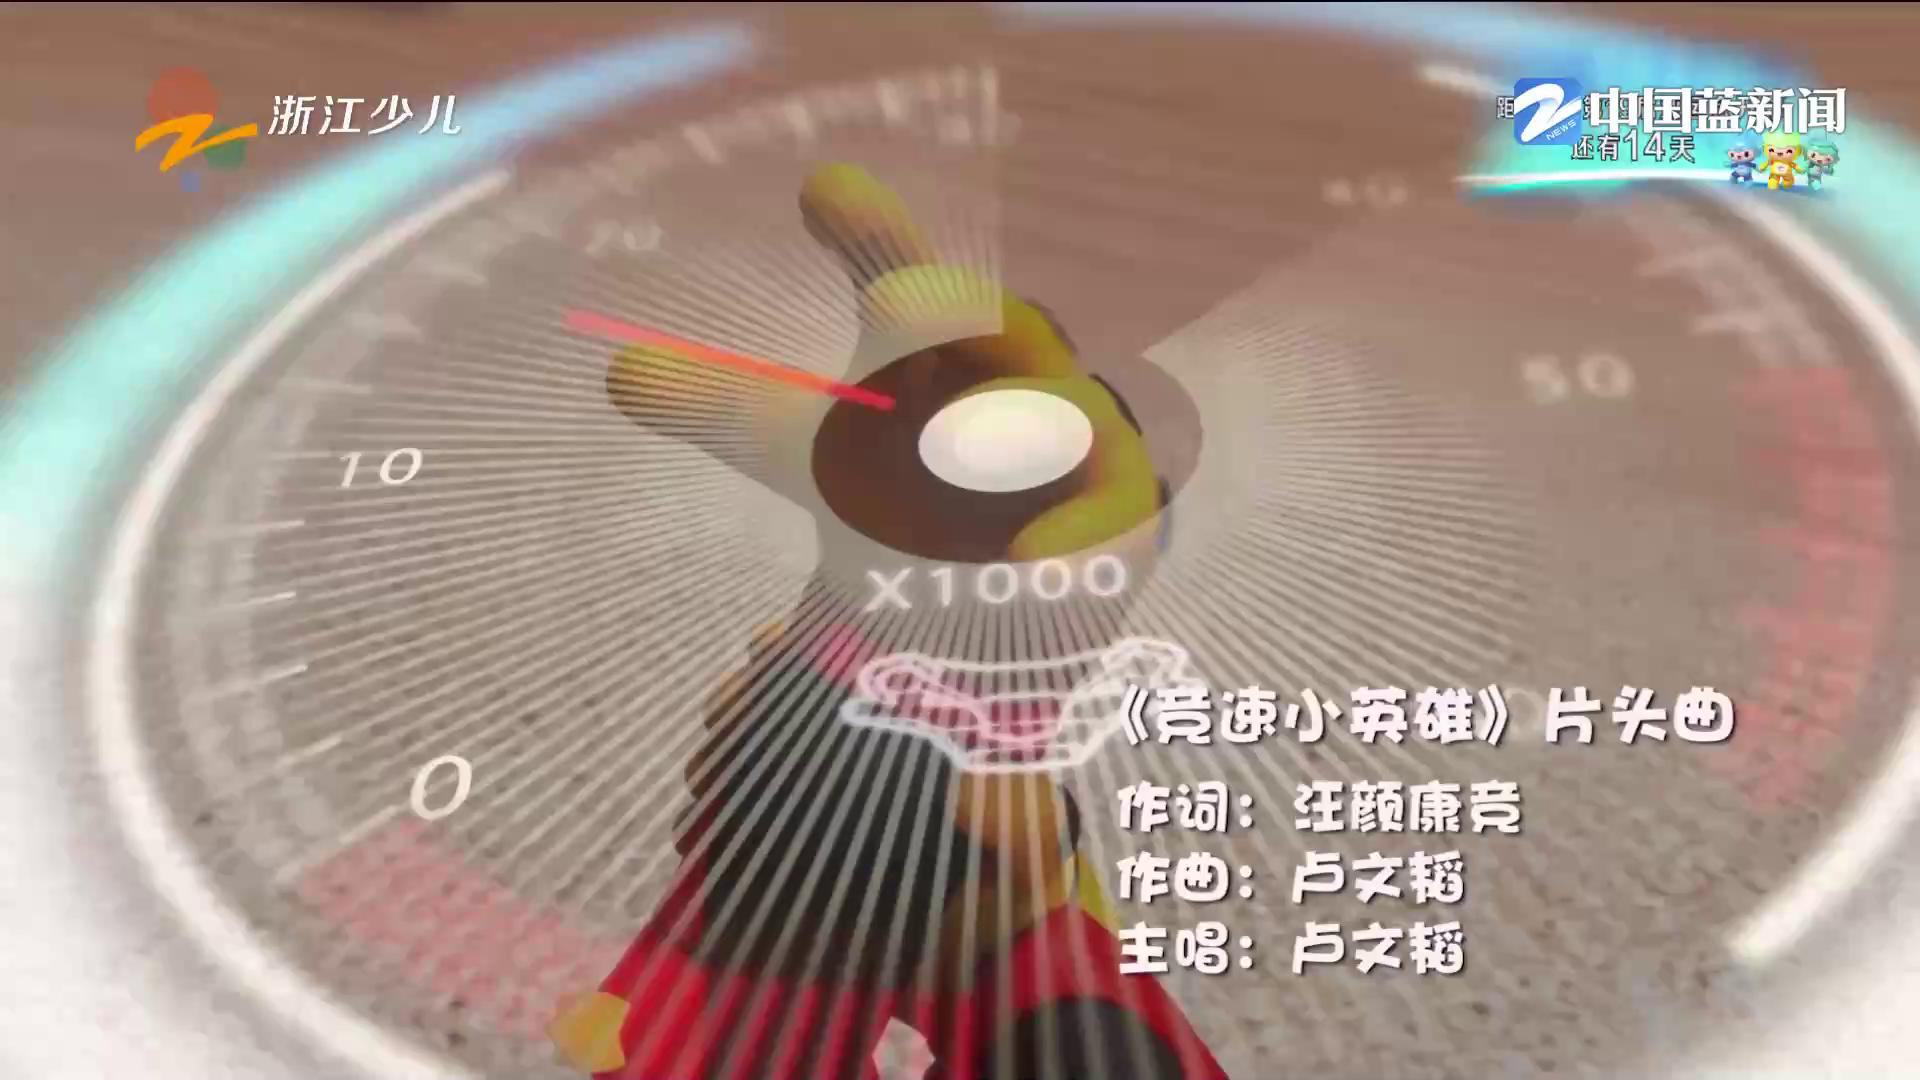 浙江少儿
中国蓝新闻
NEWS
还有14天
10
50
X1000
0
《竞速小英雄》片头曲
作词：汪颜康竞
作曲：卢文韬
主唱：卢文韬